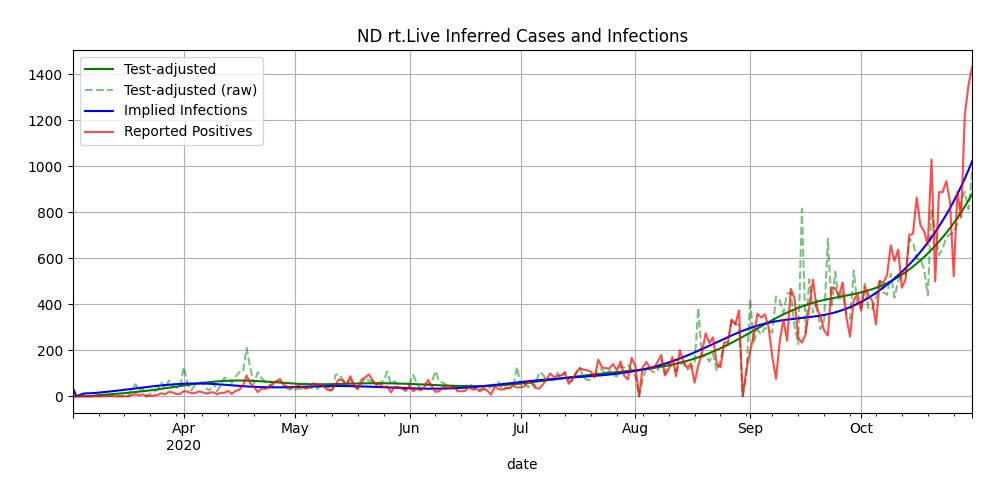 ND rt.Live Inferred Cases and Infections
Test-adjusted
Test-adjusted (raw)
Implied Infections
Reported Positives
1400
1200
1000
800
600
400
200
0
Apr May Jun Jul Aug Sep Oct
2020
date